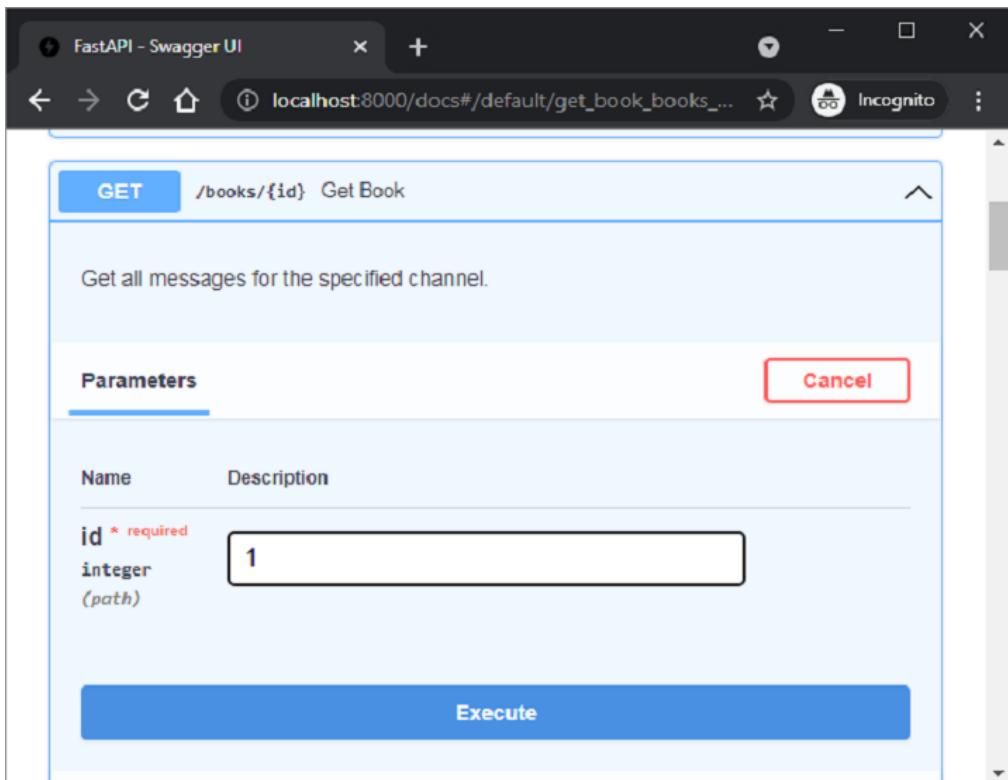 FastAPI - Swagger UI
localhost:8000/docs#/default/get_book_books_...
Incognito
GET /books/{id} Get Book
Get all messages for the specified channel.
Parameters
Cancel
Name Description
id * required
1
integer
(path)
Execute